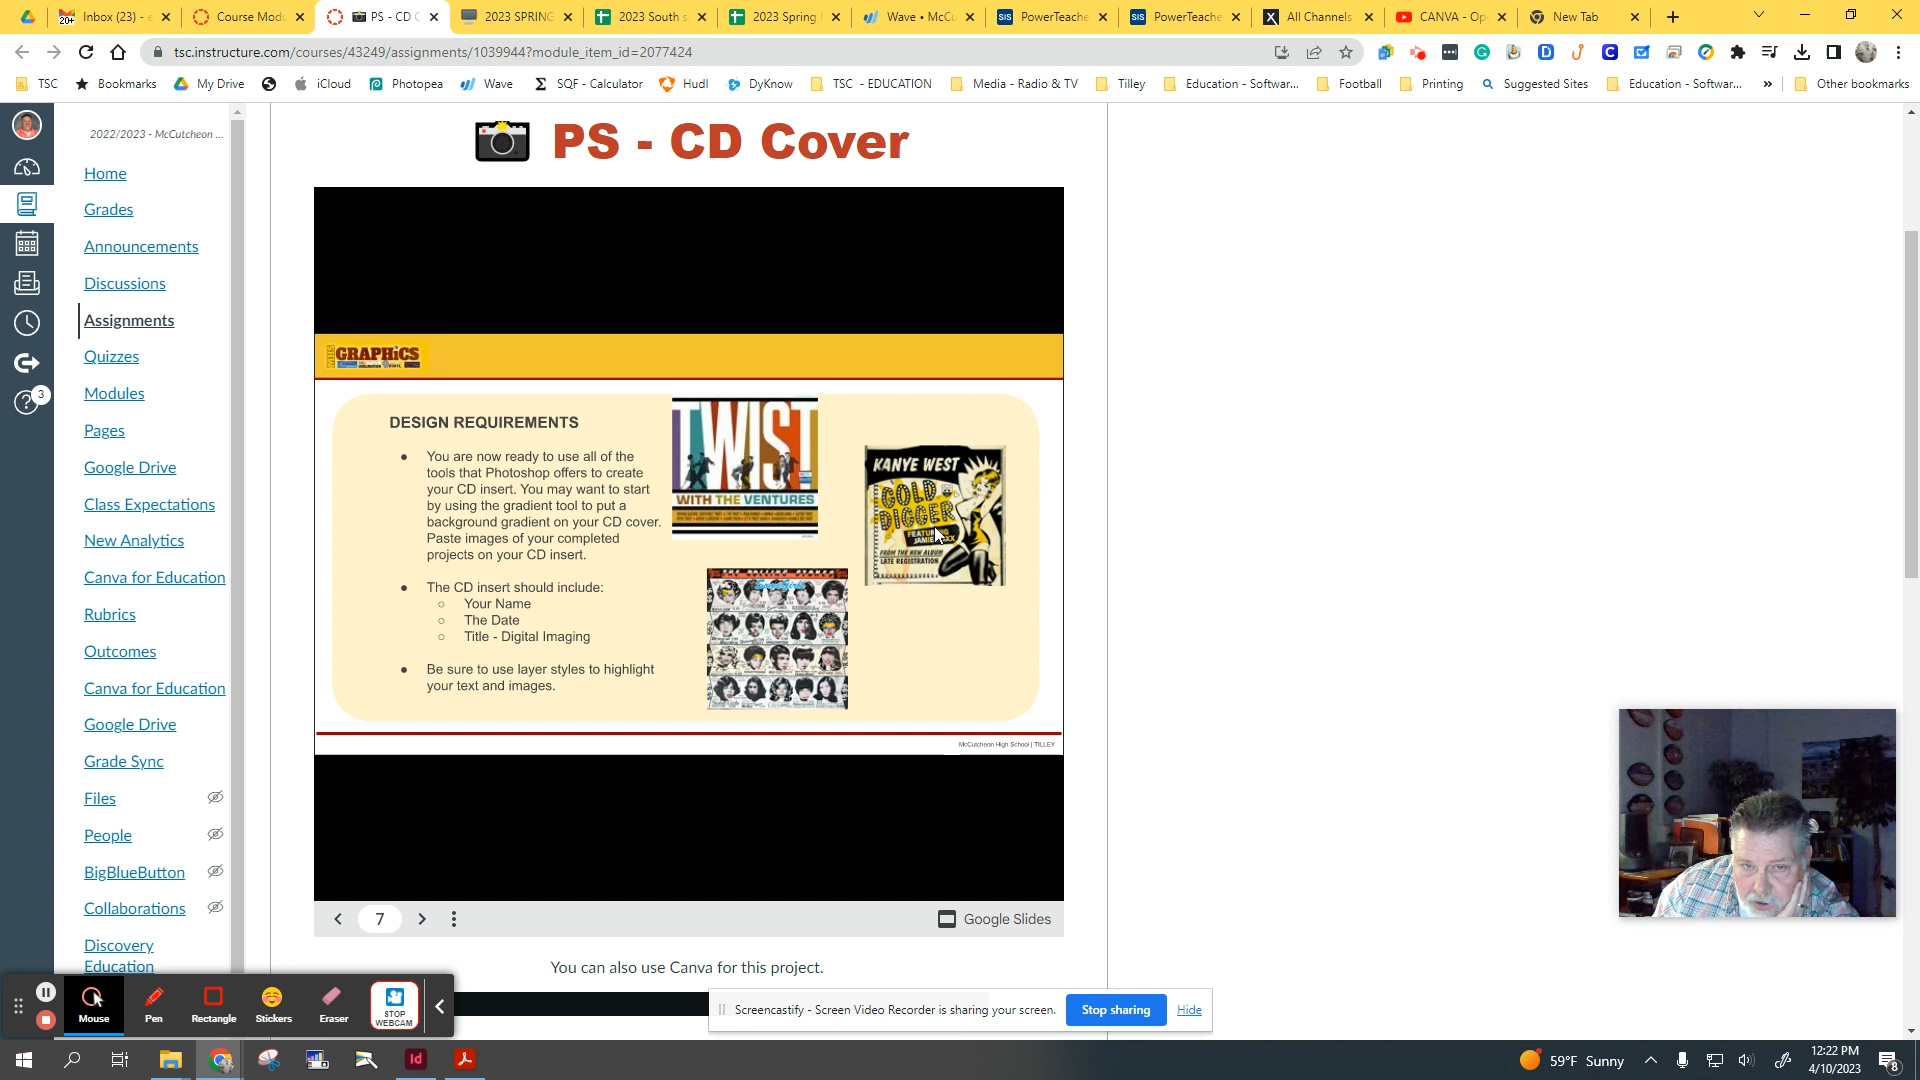 Inbox (23) - e
Course Modu
PS - CD C
2023 SPRING
2023 South s
2023 Spring
Wave • McCu
PowerTeache
PowerTeache
All Channels
CANVA - Op
New Tab
tsc.instructure.com/courses/43249/assignments/1039944?module_item_id=2077424
TSC
Bookmarks
My Drive
iCloud
Photopea
Wave
SQF - Calculator
Hudl
DyKnow
TSC - EDUCATION
Media - Radio & TV
Tilley
Education - Softwar...
Football
Printing
Suggested Sites
Education - Softwar...
»
Other bookmarks
2022/2023 - McCutcheon ...
Home
Grades
Announcements
Discussions
Assignments
Quizzes
Modules
Pages
Google Drive
Class Expectations
New Analytics
Canva for Education
Rubrics
Outcomes
Canva for Education
Google Drive
Grade Sync
Files
People
BigBlueButton
Collaborations
Discovery
Education
3
PS - CD Cover
GRAPHiCS
DESIGN REQUIREMENTS
● You are now ready to use all of the
tools that Photoshop offers to create
your CD insert. You may want to start
by using the gradient tool to put a
background gradient on your CD cover.
Paste images of your completed
projects on your CD insert.
● The CD insert should include:
○ Your Name
○ The Date
○ Title - Digital Imaging
● Be sure to use layer styles to highlight
your text and images.
TWIST
WITH THE VENTURES
KANYE WEST
GOLD
DIGGER
FEATURING
FROM THE NEW ALBUM
LATE REGISTRATION
THE ROLLING STONES
McCutcheon High School | TILLEY
7
Google Slides
You can also use Canva for this project.
Mouse
Pen
Rectangle
Stickers
Eraser
STOP
WEBCAM
Screencastify - Screen Video Recorder is sharing your screen.
Stop sharing
Hide
59°F Sunny
12:22 PM
4/10/2023
8